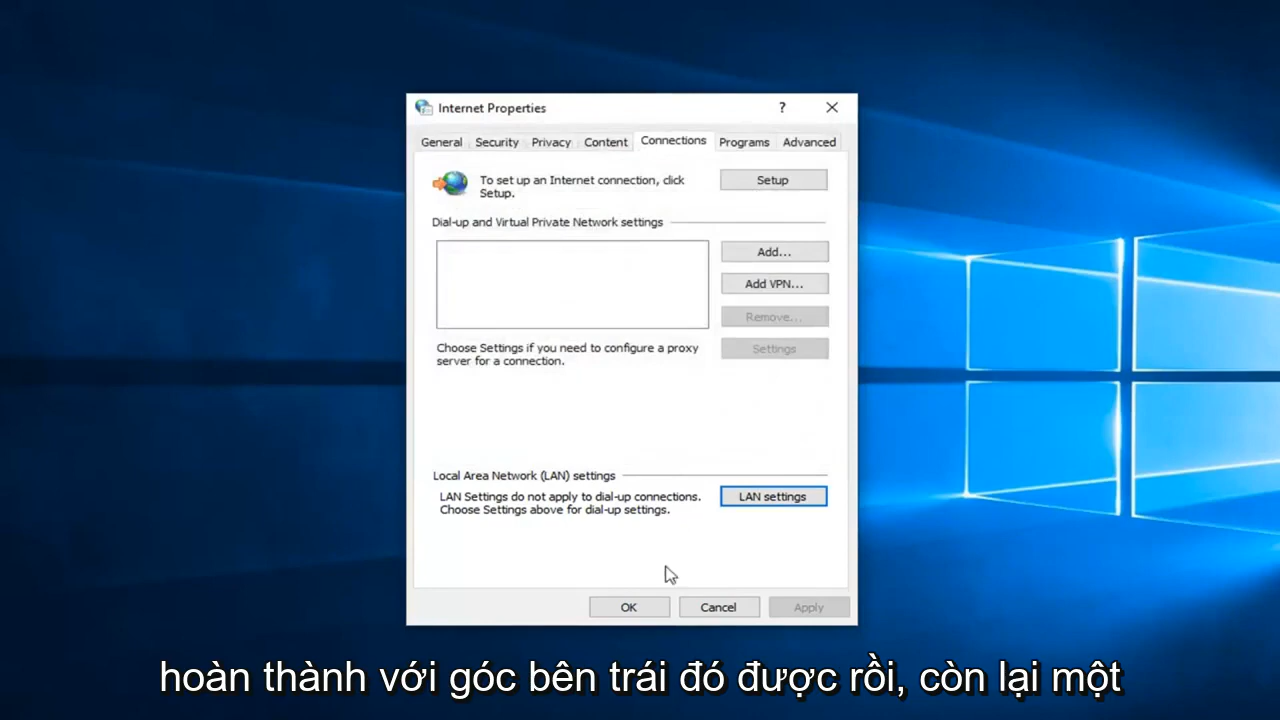 Internet Properties
?
General Security Privacy Content Connections Programs Advanced
To set up an Internet connection, click
Setup.
Setup
Dial-up and Virtual Private Network settings
Add...
Add VPN...
Remove...
Choose Settings if you need to configure a proxy
server for a connection.
Settings
Local Area Network (LAN) settings
LAN Settings do not apply to dial-up connections.
Choose Settings above for dial-up settings.
LAN settings
OK Cancel Apply
hoàn thành với góc bên trái đó được rồi, còn lại một